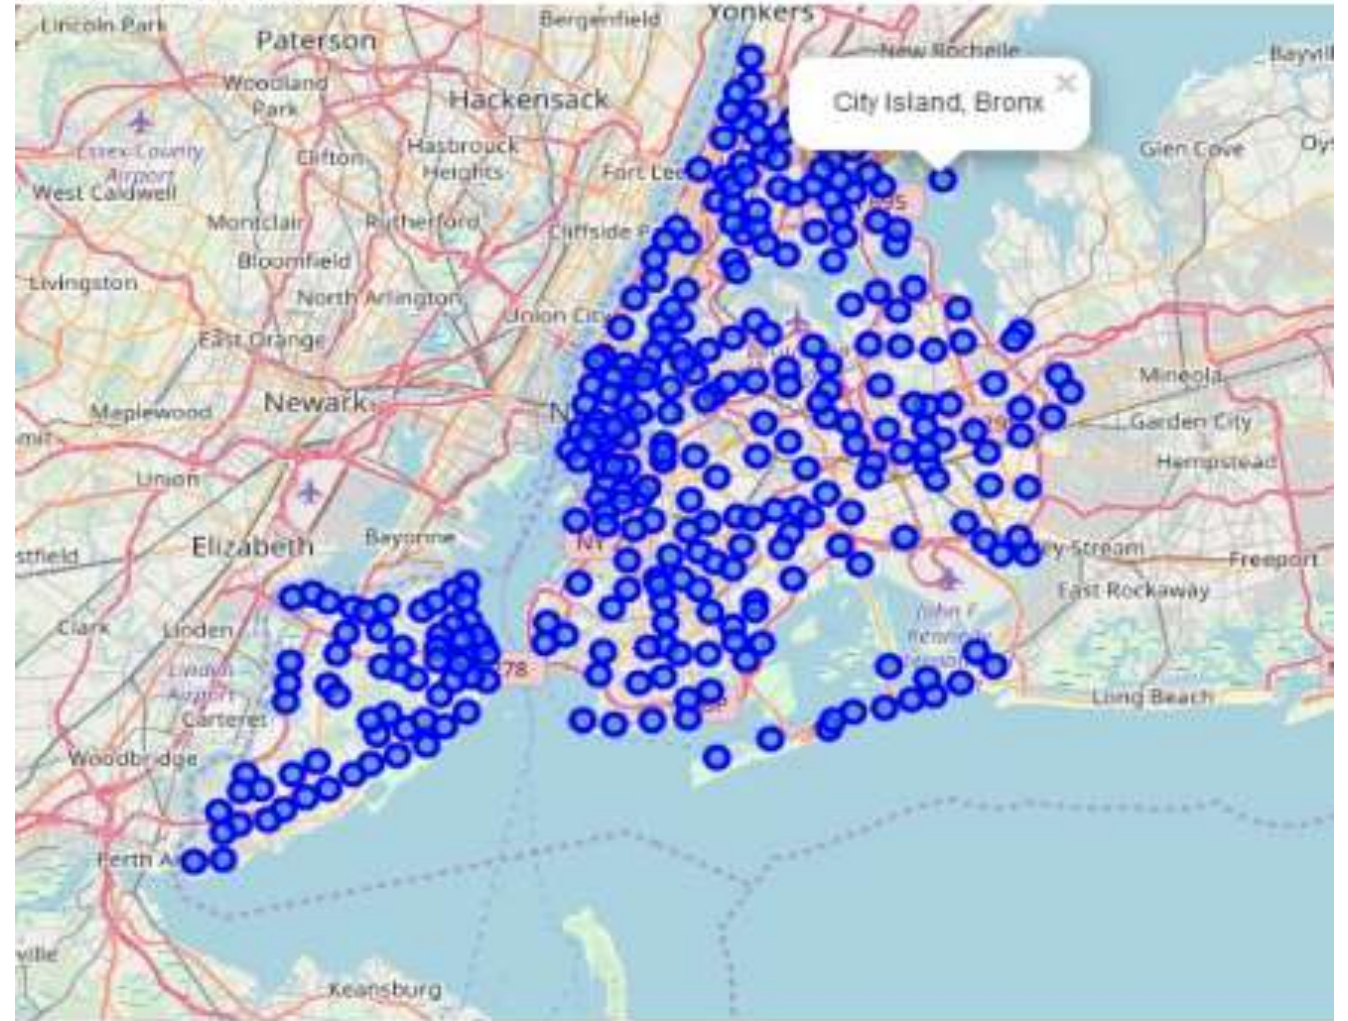 Yonkers
Bergenfield
Lincoln Park
Paterson
New Rochelle
Woodland
Park
Hackensack
City Island, Bronx
×
Essex County
Airport
Clifton
Hasbrouck
Heights
Fort Lee
Glen Cove
West Caldwell
Montclair
Rutherford
Cliffside P
Bloomfield
Livingston
North Arlington
Union City
East Orange
Mineola
Maplewood
Newark
Garden City
Union
Hempstead
NY
Elizabeth
Bayonne
ey Stream
Freeport
East Rockaway
Clark
Linden
John F
Linden
Airport
278
Long Beach
Carteret
Woodbridge
Perth A
ville
Keansburg